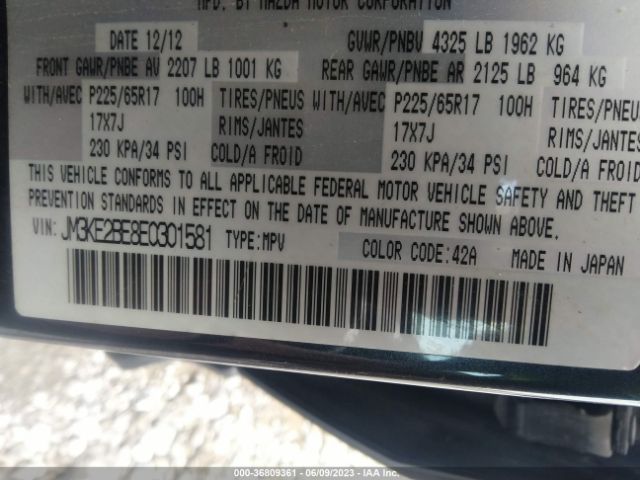 MFD. BY MAZDA MOTOR CORPORATION
DATE 12/12 GVWR/PNBV 4325 LB 1962 KG
FRONT GAWR/PNBE AV 2207 LB 1001 KG REAR GAWR/PNBE AR 2125 LB 964 KG
WITH/AVEC P225/65R17 100H TIRES/PNEUS WITH/AVEC P225/65R17 100H TIRES/PNEUS
17X7J RIMS/JANTES 17X7J RIMS/JANTES
230 KPA/34 PSI COLD/A FROID 230 KPA/34 PSI COLD/A FROID
THIS VEHICLE CONFORMS TO ALL APPLICABLE FEDERAL MOTOR VEHICLE SAFETY AND THEFT
PREVENTION STANDARDS IN EFFECT ON THE DATE OF MANUFACTURE SHOWN ABOVE.
VIN: JM3KE2BE8E0301581 TYPE:MPV COLOR CODE:42A MADE IN JAPAN
000-36809361 | 06/09/2023 | IAA Inc.